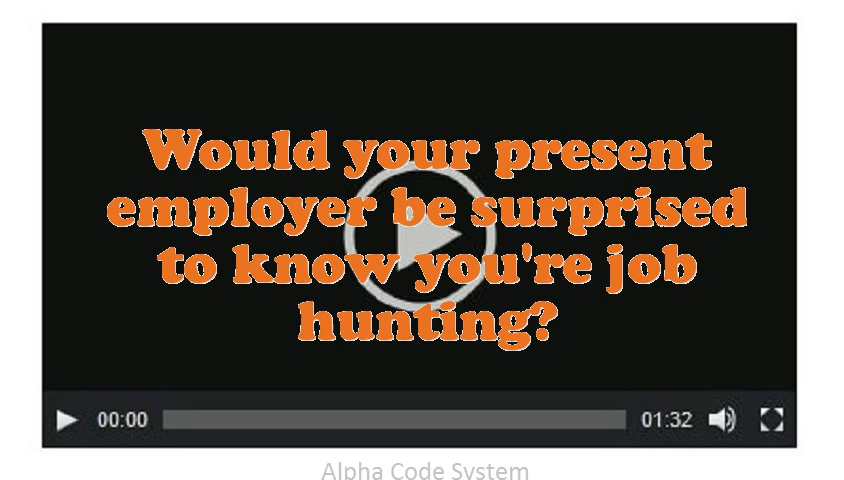 Would your present
employer be surprised
to know you're job
hunting?
00:00 01:32
Alpha Code System